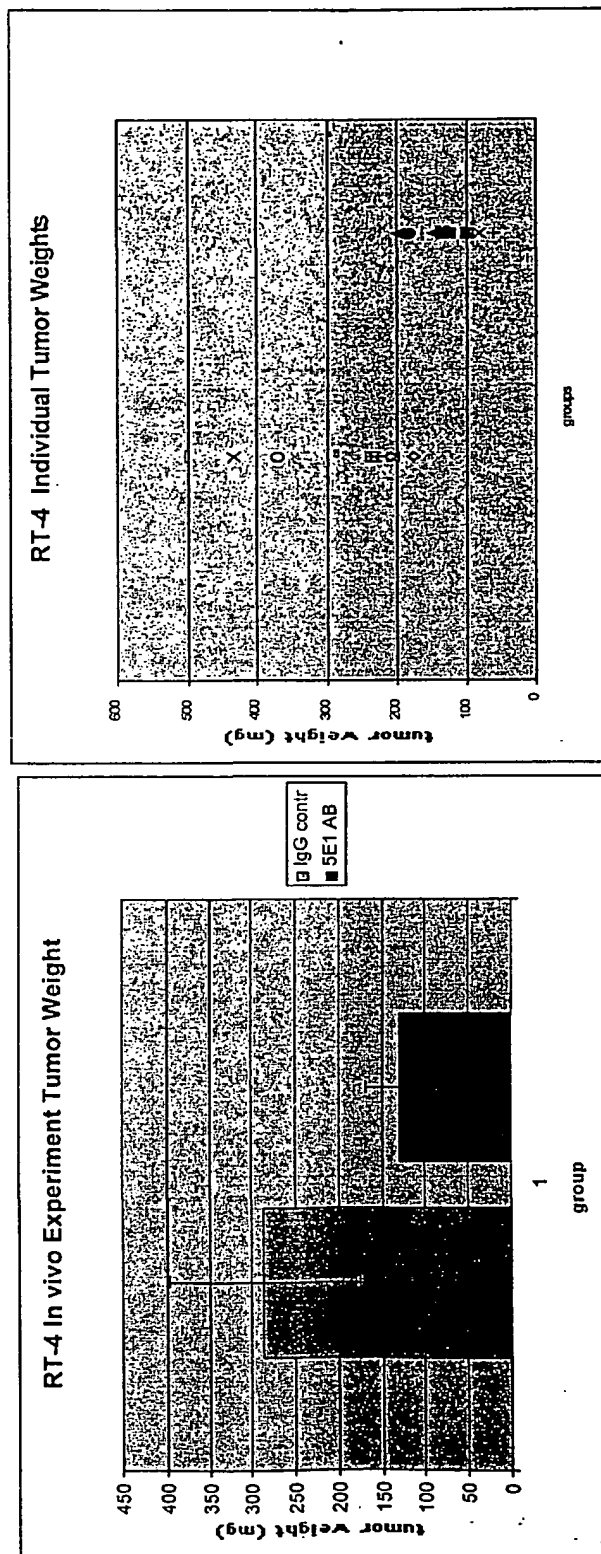 RT-4 In vivo Experiment Tumor Weight
tumor weight (mg)
450
400
350
300
250
200
150
100
50
0
1
group
IgG contr
5E1 AB
RT-4 Individual Tumor Weights
tumor weight (mg)
600
500
400
300
200
100
0
groups